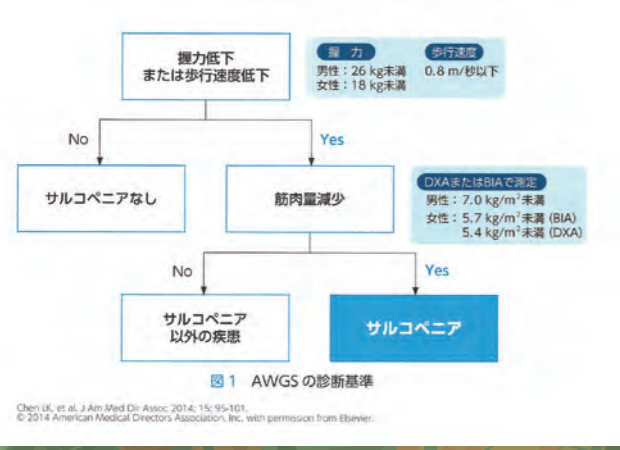 握力低下
または歩行速度低下
握 力
男性：26 kg未満
女性：18 kg未満
歩行速度
0.8 m/秒以下
No
Yes
サルコペニアなし
筋肉量減少
DXAまたはBIAで測定
男性：7.0 kg/m²未満
女性：5.7 kg/m²未満 (BIA)
5.4 kg/m²未満 (DXA)
No
Yes
サルコペニア
以外の疾患
サルコペニア
図 1 AWGS の診断基準
Chen LK, et al. J Am Med Dir Assoc 2014; 15: 95-101.
© 2014 American Medical Directors Association, Inc. with permission from Elsevier.